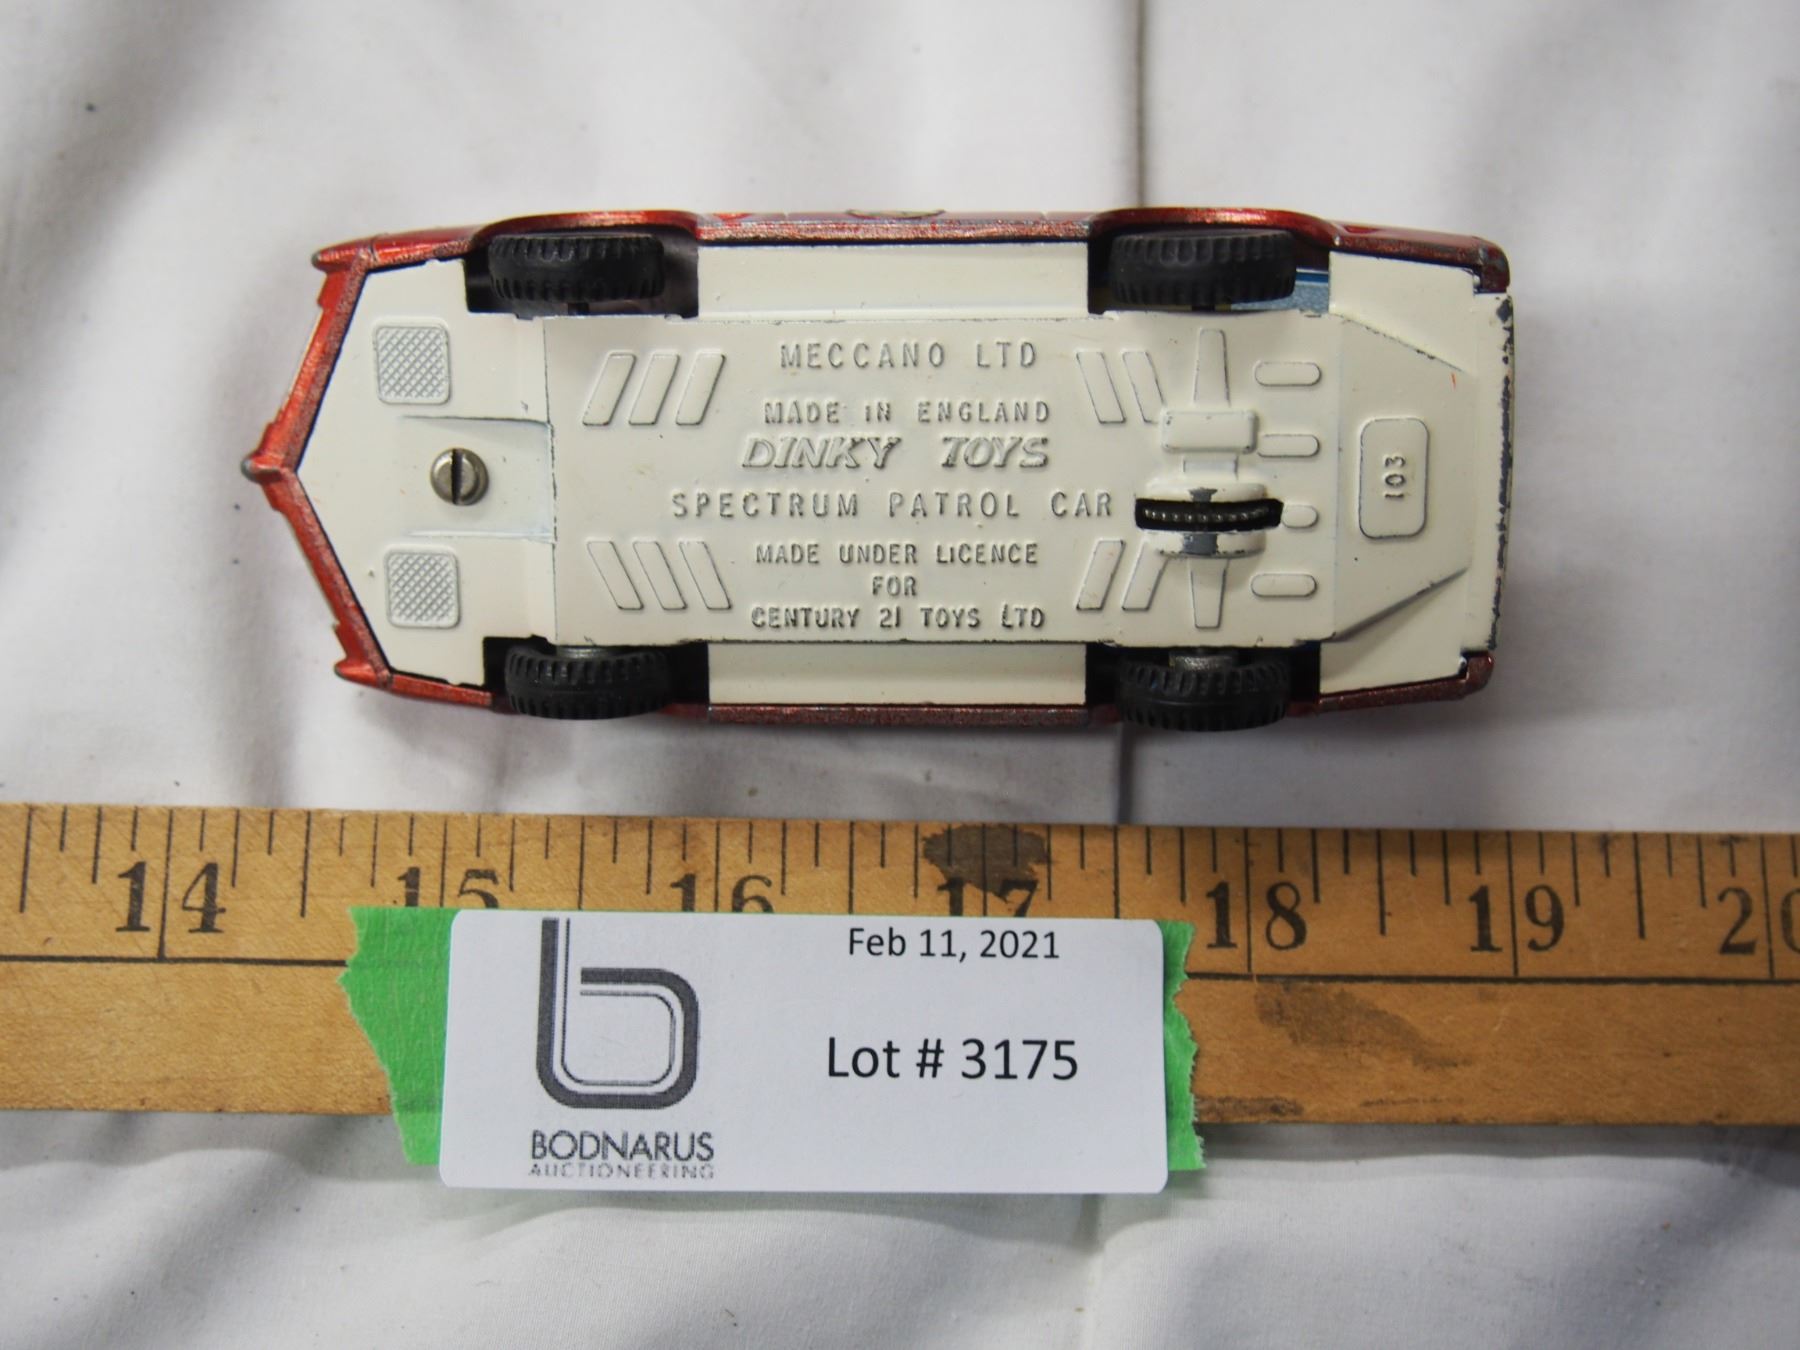 MECCANO LTD
MADE IN ENGLAND
DINKY TOYS
SPECTRUM PATROL CAR
MADE UNDER LICENCE
FOR
CENTURY 21 TOYS LTD
103
14 15 16 17 18 19 20
Feb 11, 2021
Lot # 3175
BODNARUS
AUCTIONEERING